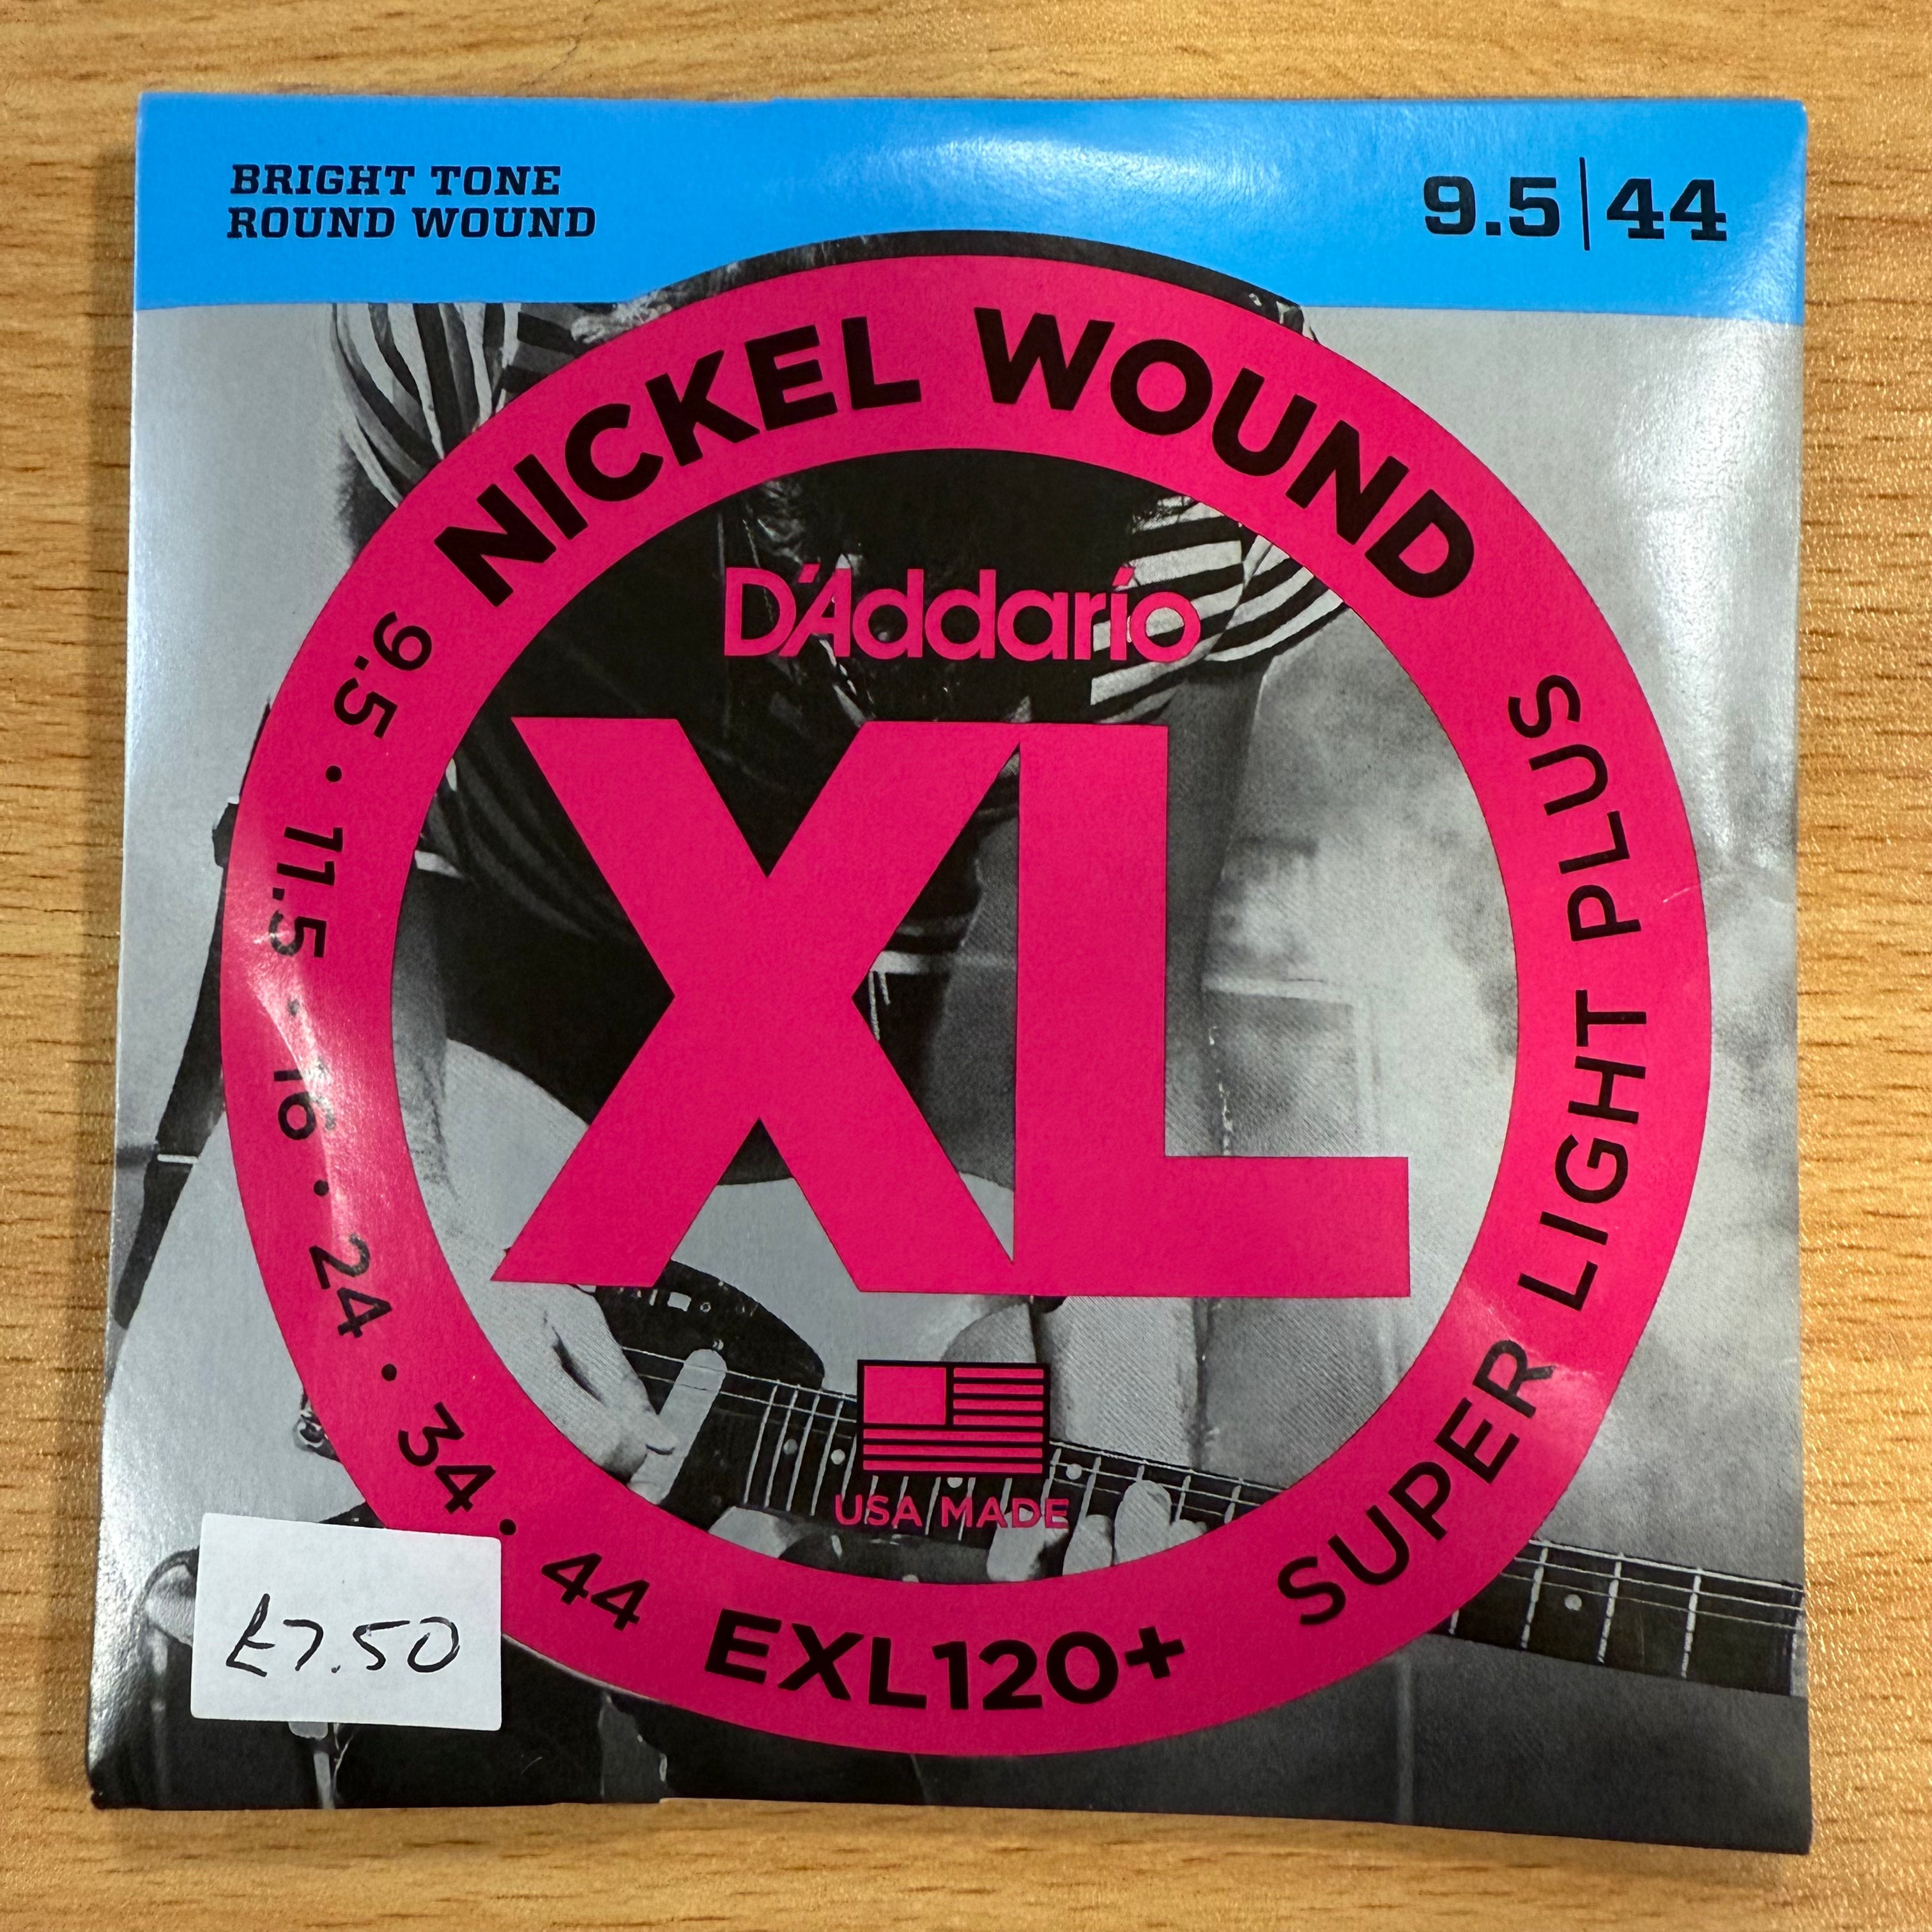 BRIGHT TONE
ROUND WOUND
9.5|44
NICKEL WOUND
D'Addario
XL
USA MADE
9.5 • 11.5 • 16 • 24 • 34 • 44
EXL120+
SUPER LIGHT PLUS
£7.50